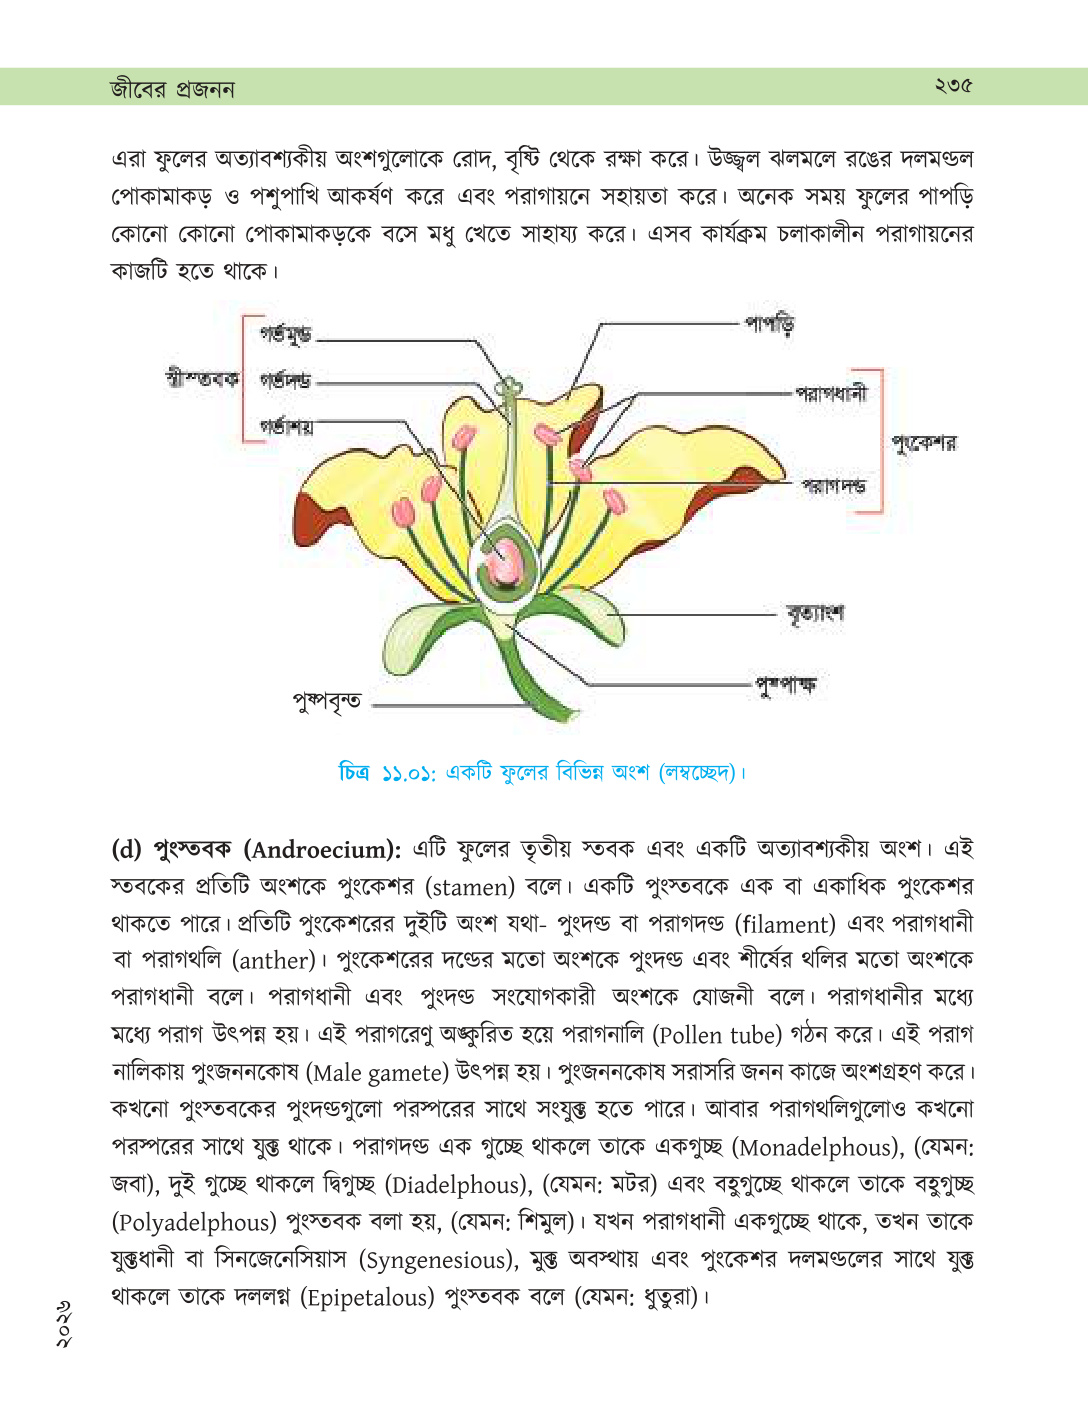 জীবের প্রজনন
২৩৫
এরা ফুলের অত্যাবশ্যকীয় অংশগুলোকে রোদ, বৃষ্টি থেকে রক্ষা করে। উজ্জ্বল ঝলমলে রঙের দলমণ্ডল
পোকামাকড় ও পশুপাখি আকর্ষণ করে এবং পরাগায়নে সহায়তা করে। অনেক সময় ফুলের পাপড়ি
কোনো কোনো পোকামাকড়কে বসে মধু খেতে সাহায্য করে। এসব কার্যক্রম চলাকালীন পরাগায়নের
কাজটি হতে থাকে।
গর্ভমুন্ড
পাপড়ি
স্ত্রীস্তবক
গর্ভদন্ড
পরাগধানী
গর্ভাশয়
পুংকেশর
পরাগদন্ড
বৃত্যাংশ
পুষ্পাক্ষ
পুষ্পবৃন্ত
চিত্র ১১.০১: একটি ফুলের বিভিন্ন অংশ (লম্বচ্ছেদ)।
(d) পুংস্তবক (Androecium): এটি ফুলের তৃতীয় স্তবক এবং একটি অত্যাবশ্যকীয় অংশ। এই
স্তবকের প্রতিটি অংশকে পুংকেশর (stamen) বলে। একটি পুংস্তবকে এক বা একাধিক পুংকেশর
থাকতে পারে। প্রতিটি পুংকেশরের দুইটি অংশ যথা- পুংদণ্ড বা পরাগদণ্ড (filament) এবং পরাগধানী
বা পরাগথলি (anther)। পুংকেশরের দণ্ডের মতো অংশকে পুংদণ্ড এবং শীর্ষের থলির মতো অংশকে
পরাগধানী বলে। পরাগধানী এবং পুংদণ্ড সংযোগকারী অংশকে যোজনী বলে। পরাগধানীর মধ্যে
মধ্যে পরাগ উৎপন্ন হয়। এই পরাগরেণু অঙ্কুরিত হয়ে পরাগনালি (Pollen tube) গঠন করে। এই পরাগ
নালিকায় পুংজননকোষ (Male gamete) উৎপন্ন হয়। পুংজননকোষ সরাসরি জনন কাজে অংশগ্রহণ করে।
কখনো পুংস্তবকের পুংদণ্ডগুলো পরস্পরের সাথে সংযুক্ত হতে পারে। আবার পরাগথলিগুলোও কখনো
পরস্পরের সাথে যুক্ত থাকে। পরাগদণ্ড এক গুচ্ছে থাকলে তাকে একগুচ্ছ (Monadelphous), (যেমন:
জবা), দুই গুচ্ছে থাকলে দ্বিগুচ্ছ (Diadelphous), (যেমন: মটর) এবং বহুগুচ্ছে থাকলে তাকে বহুগুচ্ছ
(Polyadelphous) পুংস্তবক বলা হয়, (যেমন: শিমুল)। যখন পরাগধানী একগুচ্ছে থাকে, তখন তাকে
যুক্তধানী বা সিনজেনেসিয়াস (Syngenesious), মুক্ত অবস্থায় এবং পুংকেশর দলমণ্ডলের সাথে যুক্ত
থাকলে তাকে দললগ্ন (Epipetalous) পুংস্তবক বলে (যেমন: ধুতুরা)।
২০২৬